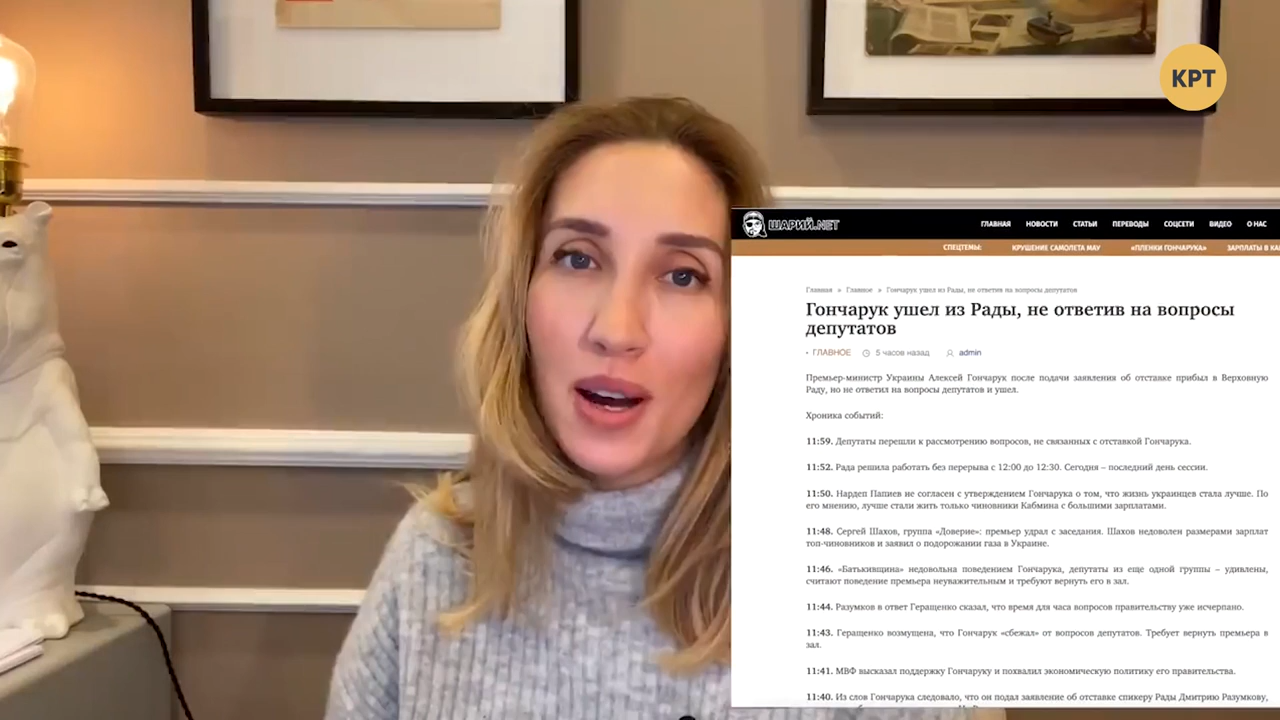 КРТ
ШАРИЙ.NET
ГЛАВНАЯ НОВОСТИ СТАТЬИ ПЕРЕВОДЫ СОЦСЕТИ ВИДЕО О НАС
СПЕЦТЕМЫ: КРУШЕНИЕ САМОЛЕТА МАУ «ПЛЕНКИ ГОНЧАРУКА» ЗАРПЛАТЫ В
Главная » Главное » Гончарук ушел из Рады, не ответив на вопросы депутатов
Гончарук ушел из Рады, не ответив на вопросы
депутатов
ГЛАВНОЕ 5 часов назад admin
Премьер-министр Украины Алексей Гончарук после подачи заявления об отставке прибыл в Верховную
Раду, но не ответил на вопросы депутатов и ушел.
Хроника событий:
11:59. Депутаты перешли к рассмотрению вопросов, не связанных с отставкой Гончарука.
11:52. Рада решила работать без перерыва с 12:00 до 12:30. Сегодня – последний день сессии.
11:50. Нардеп Папиев не согласен с утверждением Гончарука о том, что жизнь украинцев стала лучше. По
его мнению, лучше стали жить только чиновники Кабмина с большими зарплатами.
11:48. Сергей Шахов, группа «Доверие»: премьер удрал с заседания. Шахов недоволен размерами зарплат
топ-чиновников и заявил о подорожании газа в Украине.
11:46. «Батькивщина» недовольна поведением Гончарука, депутаты из еще одной группы – удивлены,
считают поведение премьера неуважительным и требуют вернуть его в зал.
11:44. Разумков в ответ Геращенко сказал, что время для часа вопросов правительству уже исчерпано.
11:43. Геращенко возмущена, что Гончарук «сбежал» от вопросов депутатов. Требует вернуть премьера в
зал.
11:41. МВФ высказал поддержку Гончаруку и похвалил экономическую политику его правительства.
11:40. Из слов Гончарука следовало, что он подал заявление об отставке спикеру Рады Дмитрию Разумкову,